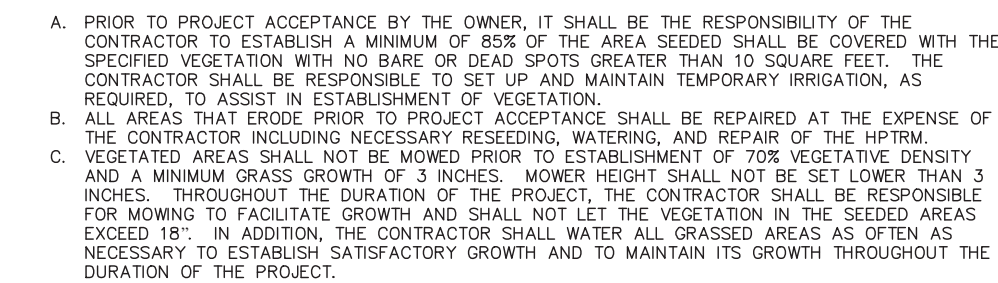 A. PRIOR TO PROJECT ACCEPTANCE BY THE OWNER, IT SHALL BE THE RESPONSIBILITY OF THE
CONTRACTOR TO ESTABLISH A MINIMUM OF 85% OF THE AREA SEEDED SHALL BE COVERED WITH THE
SPECIFIED VEGETATION WITH NO BARE OR DEAD SPOTS GREATER THAN 10 SQUARE FEET. THE
CONTRACTOR SHALL BE RESPONSIBLE TO SET UP AND MAINTAIN TEMPORARY IRRIGATION, AS
REQUIRED, TO ASSIST IN ESTABLISHMENT OF VEGETATION.
B. ALL AREAS THAT ERODE PRIOR TO PROJECT ACCEPTANCE SHALL BE REPAIRED AT THE EXPENSE OF
THE CONTRACTOR INCLUDING NECESSARY RESEEDING, WATERING, AND REPAIR OF THE HPTRM.
C. VEGETATED AREAS SHALL NOT BE MOWED PRIOR TO ESTABLISHMENT OF 70% VEGETATIVE DENSITY
AND A MINIMUM GRASS GROWTH OF 3 INCHES. MOWER HEIGHT SHALL NOT BE SET LOWER THAN 3
INCHES. THROUGHOUT THE DURATION OF THE PROJECT, THE CONTRACTOR SHALL BE RESPONSIBLE
FOR MOWING TO FACILITATE GROWTH AND SHALL NOT LET THE VEGETATION IN THE SEEDED AREAS
EXCEED 18”. IN ADDITION, THE CONTRACTOR SHALL WATER ALL GRASSED AREAS AS OFTEN AS
NECESSARY TO ESTABLISH SATISFACTORY GROWTH AND TO MAINTAIN ITS GROWTH THROUGHOUT THE
DURATION OF THE PROJECT.